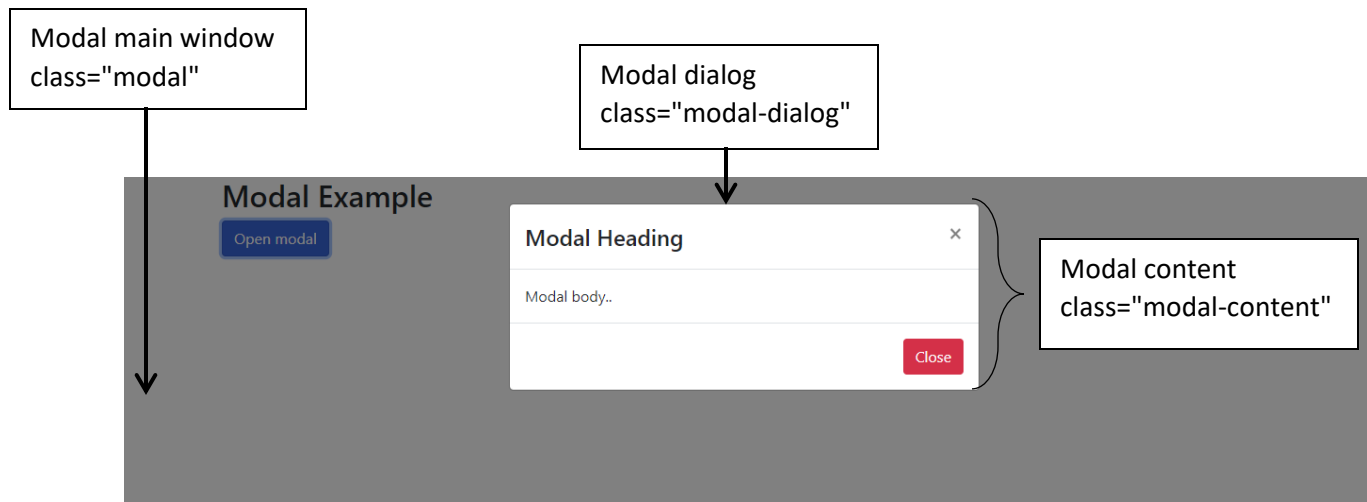 Modal main window
class="modal"
Modal dialog
class="modal-dialog"
Modal Example
Open modal
Modal Heading
×
Modal body..
Close
Modal content
class="modal-content"